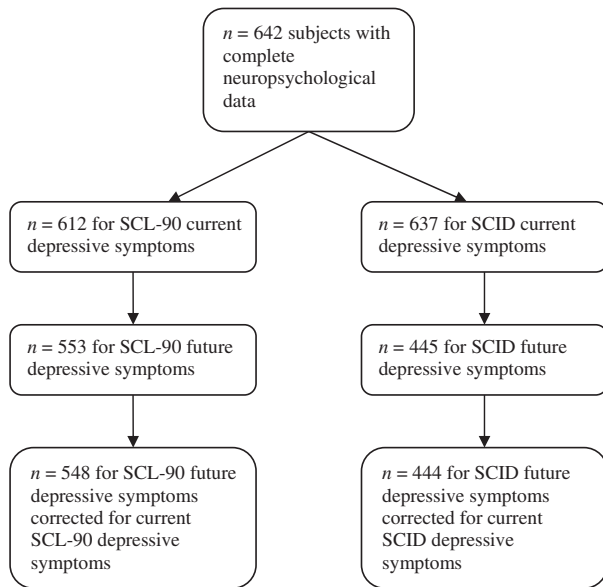 n = 642 subjects with
complete
neuropsychological
data
n = 612 for SCL-90 current
depressive symptoms
n = 637 for SCID current
depressive symptoms
n = 553 for SCL-90 future
depressive symptoms
n = 445 for SCID future
depressive symptoms
n = 548 for SCL-90 future
depressive symptoms
corrected for current
SCL-90 depressive
symptoms
n = 444 for SCID future
depressive symptoms
corrected for current
SCID depressive
symptoms